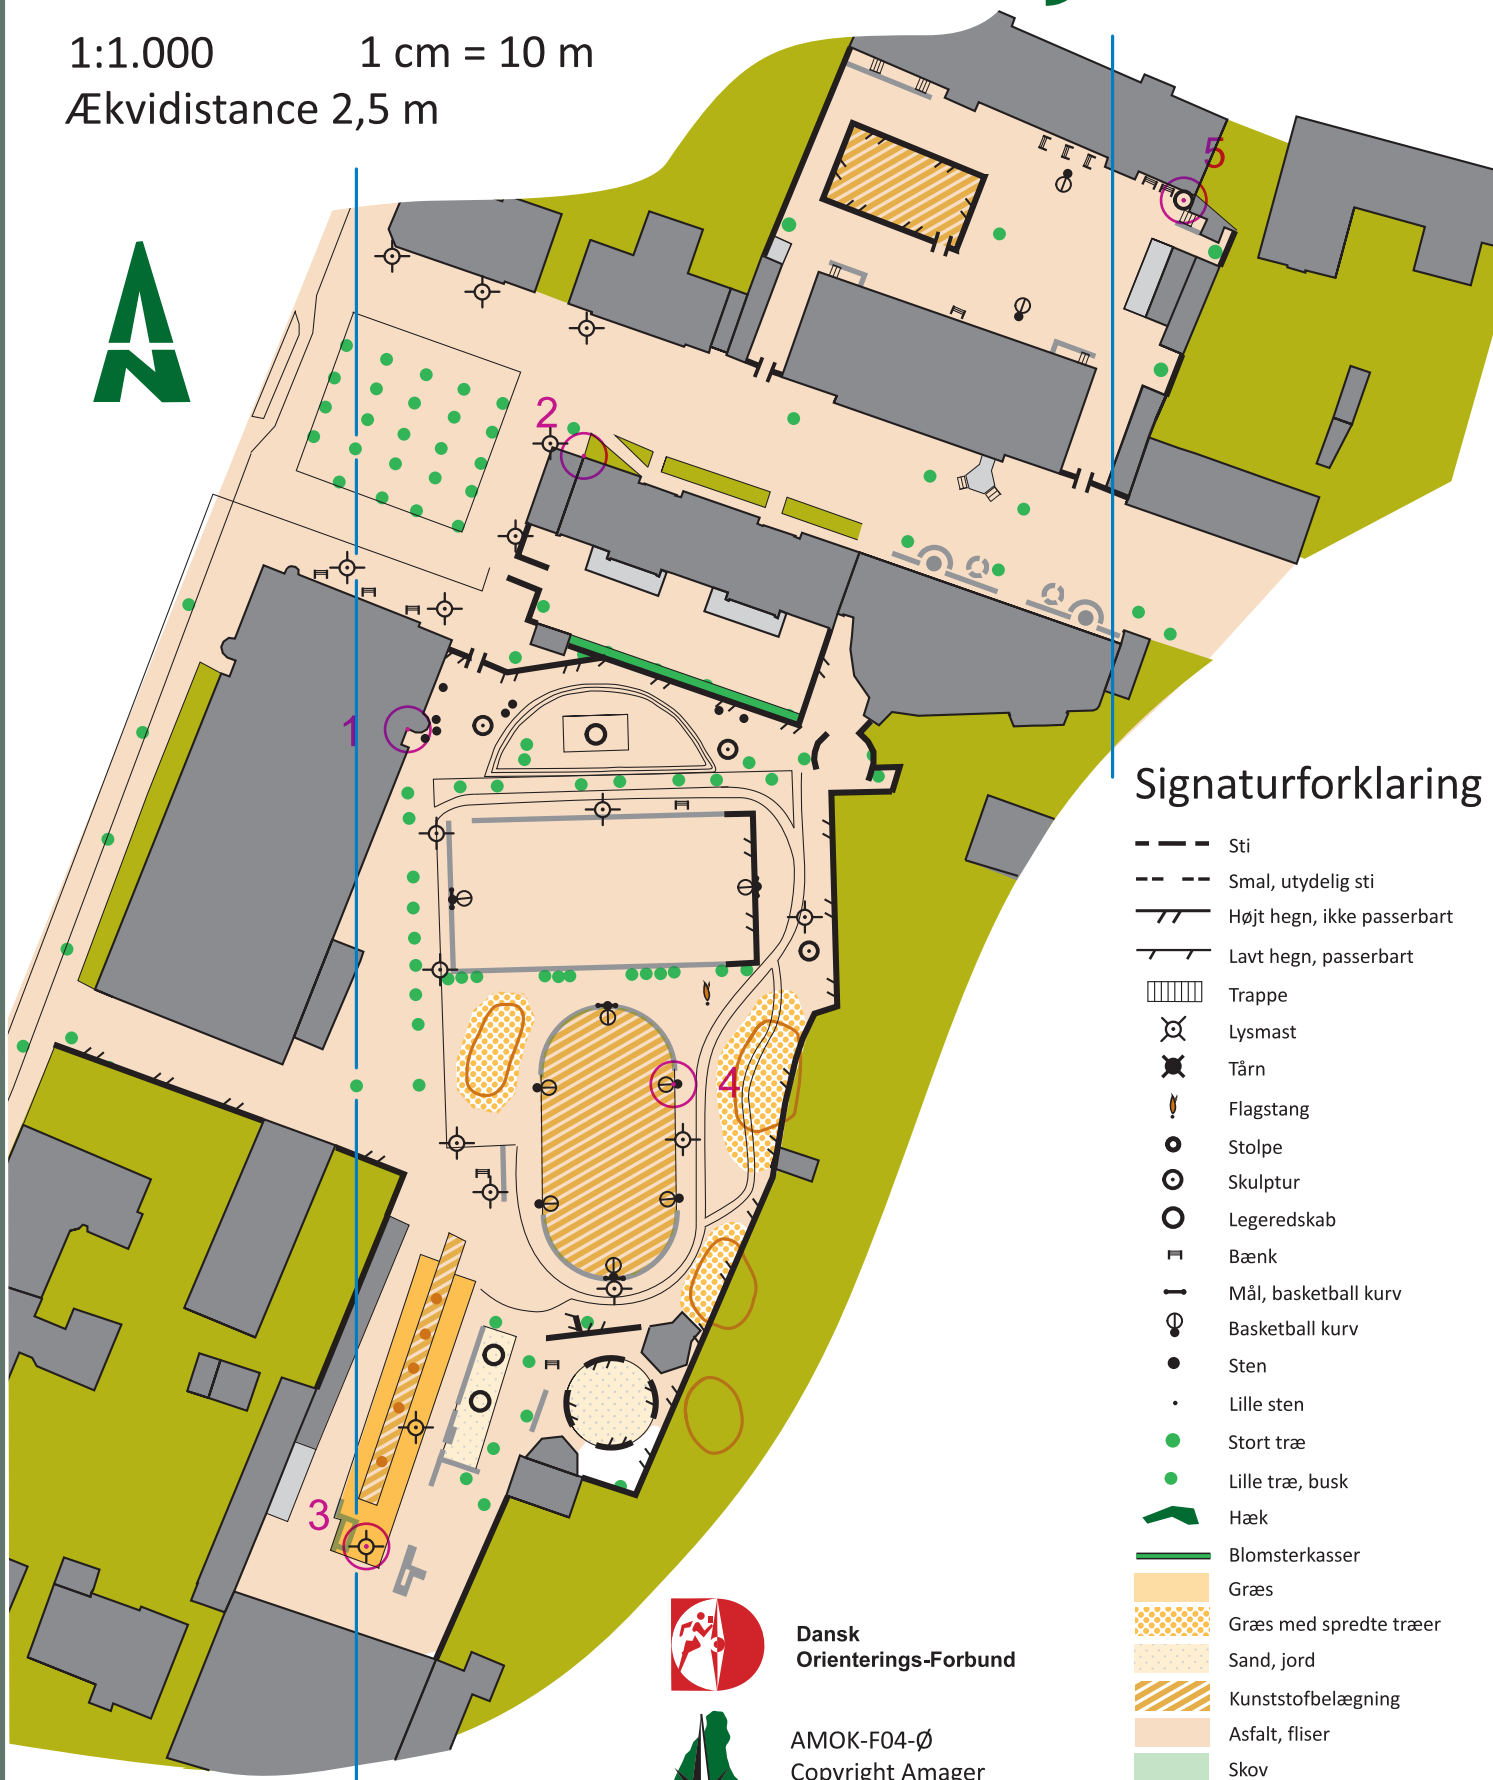 1:1.000 1 cm = 10 m
Ækvidistance 2,5 m
5
2
1
4
3
Signaturforklaring
Sti
Smal, utydelig sti
Højt hegn, ikke passerbart
Lavt hegn, passerbart
Trappe
Lysmast
Tårn
Flagstang
Stolpe
Skulptur
Legeredskab
Bænk
Mål, basketball kurv
Basketball kurv
Sten
Lille sten
Stort træ
Lille træ, busk
Hæk
Blomsterkasser
Græs
Græs med spredte træer
Sand, jord
Kunststofbelægning
Asfalt, fliser
Skov
Dansk
Orienterings-Forbund
AMOK-F04-Ø
Copyright Amager